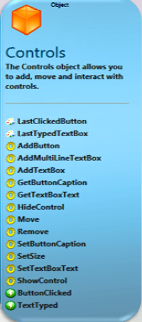 Object
Controls
The Controls object allows you
to add, move and interact with
controls.
LastClickedButton
LastTypedTextBox
AddButton
AddMultiLineTextBox
AddTextBox
GetButtonCaption
GetTextBoxText
HideControl
Move
Remove
SetButtonCaption
SetSize
SetTextBoxText
ShowControl
ButtonClicked
TextTyped